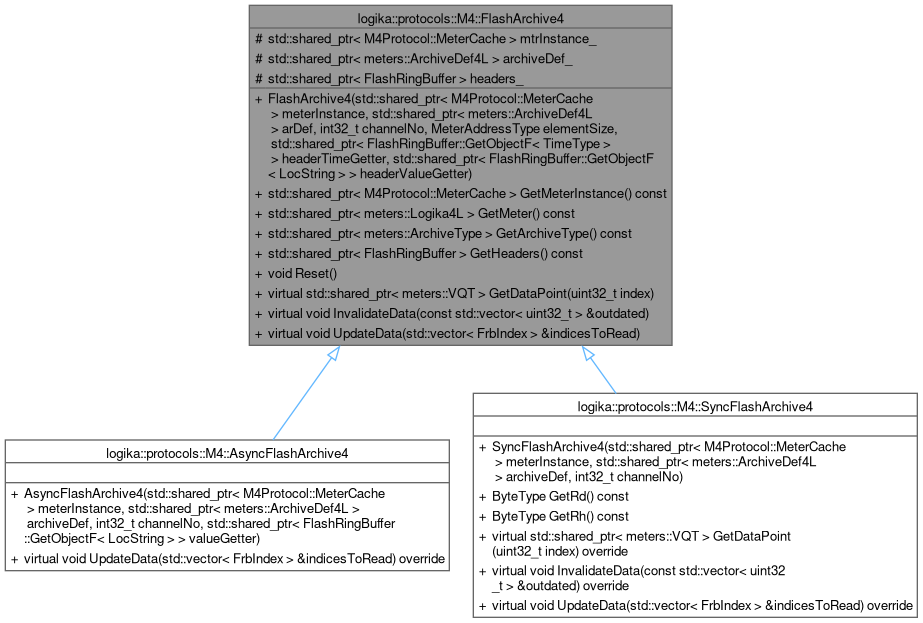 logika::protocols::M4::FlashArchive4
# std::shared_ptr< M4Protocol::MeterCache > mtrInstance_
# std::shared_ptr< meters::ArchiveDef4L > archiveDef_
# std::shared_ptr< FlashRingBuffer > headers_
+ FlashArchive4(std::shared_ptr< M4Protocol::MeterCache
> meterInstance, std::shared_ptr< meters::ArchiveDef4L
> arDef, int32_t channelNo, MeterAddressType elementSize,
std::shared_ptr< FlashRingBuffer::GetObjectF< TimeType >
> headerTimeGetter, std::shared_ptr< FlashRingBuffer::GetObjectF
< LocString > > headerValueGetter)
+ std::shared_ptr< M4Protocol::MeterCache > GetMeterInstance() const
+ std::shared_ptr< meters::Logika4L > GetMeter() const
+ std::shared_ptr< meters::ArchiveType > GetArchiveType() const
+ std::shared_ptr< FlashRingBuffer > GetHeaders() const
+ void Reset()
+ virtual std::shared_ptr< meters::VQT > GetDataPoint(uint32_t index)
+ virtual void InvalidateData(const std::vector< uint32_t > &outdated)
+ virtual void UpdateData(std::vector< FrbIndex > &indicesToRead)
logika::protocols::M4::AsyncFlashArchive4
+ AsyncFlashArchive4(std::shared_ptr< M4Protocol::MeterCache
> meterInstance, std::shared_ptr< meters::ArchiveDef4L >
archiveDef, int32_t channelNo, std::shared_ptr< FlashRingBuffer
::GetObjectF< LocString > > valueGetter)
+ virtual void UpdateData(std::vector< FrbIndex > &indicesToRead) override
logika::protocols::M4::SyncFlashArchive4
+ SyncFlashArchive4(std::shared_ptr< M4Protocol::MeterCache
> meterInstance, std::shared_ptr< meters::ArchiveDef4L
> archiveDef, int32_t channelNo)
+ ByteType GetRd() const
+ ByteType GetRh() const
+ virtual std::shared_ptr< meters::VQT > GetDataPoint
(uint32_t index) override
+ virtual void InvalidateData(const std::vector< uint32
_t > &outdated) override
+ virtual void UpdateData(std::vector< FrbIndex > &indicesToRead) override